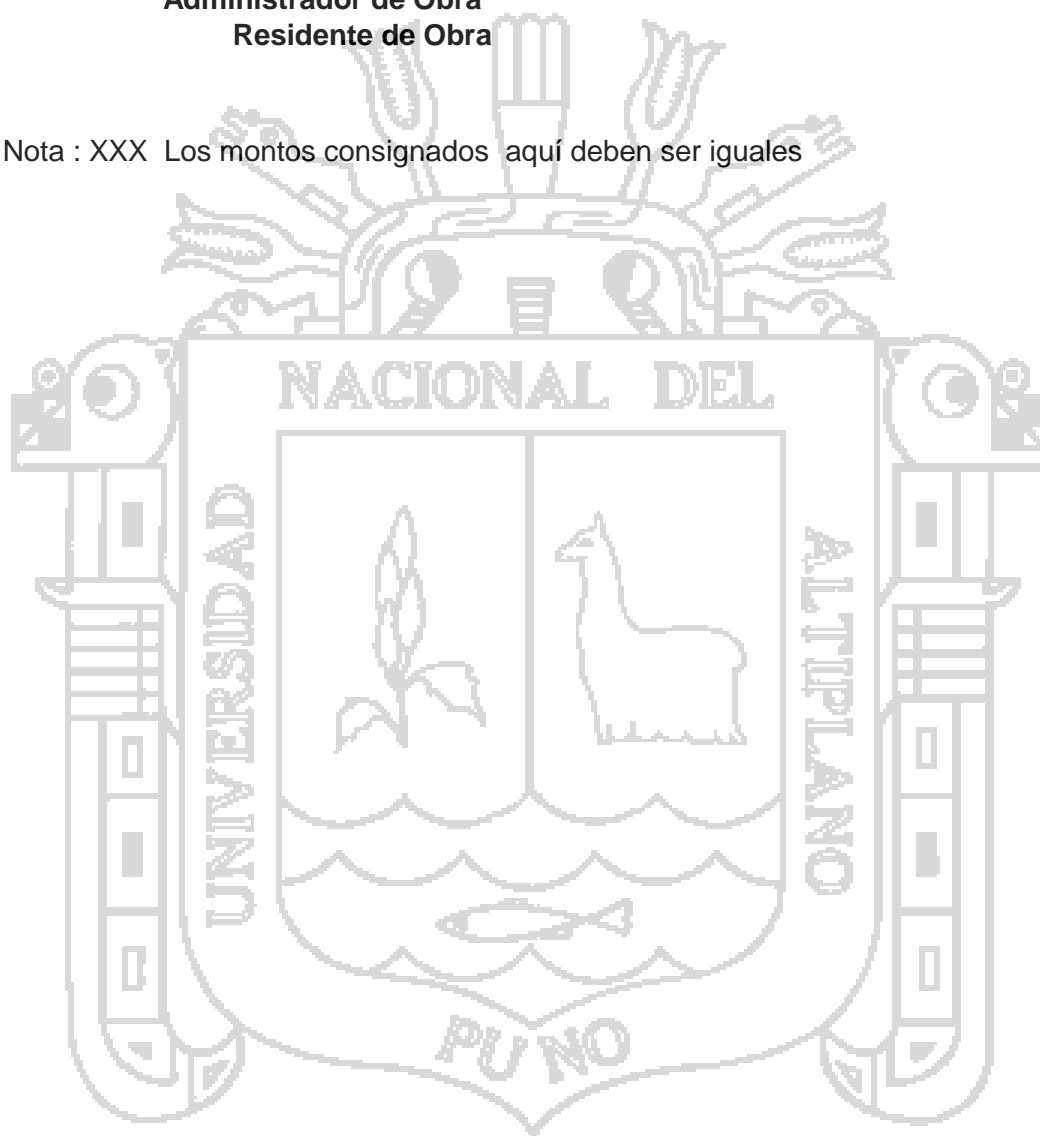 Administrador de Obra
Residente de Obra
Nota : XXX Los montos consignados aquí deben ser iguales
NACIONAL DEL
UNIVERSIDAD
ALTIPLANO
PUNO